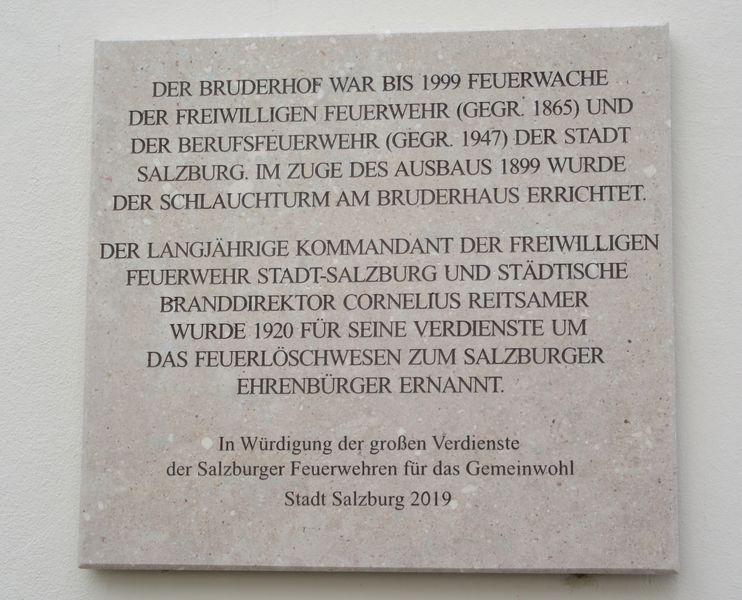 DER BRUDERHOF WAR BIS 1999 FEUERWACHE
DER FREIWILLIGEN FEUERWEHR (GEGR. 1865) UND
DER BERUFSFEUERWEHR (GEGR. 1947) DER STADT
SALZBURG. IM ZUGE DES AUSBAUS 1899 WURDE
DER SCHLAUCHTURM AM BRUDERHAUS ERRICHTET.
DER LANGJÄHRIGE KOMMANDANT DER FREIWILLIGEN
FEUERWEHR STADT-SALZBURG UND STÄDTISCHE
BRANDDIREKTOR CORNELIUS REITSAMER
WURDE 1920 FÜR SEINE VERDIENSTE UM
DAS FEUERLÖSCHWESEN ZUM SALZBURGER
EHRENBÜRGER ERNANNT.
In Würdigung der großen Verdienste
der Salzburger Feuerwehren für das Gemeinwohl
Stadt Salzburg 2019